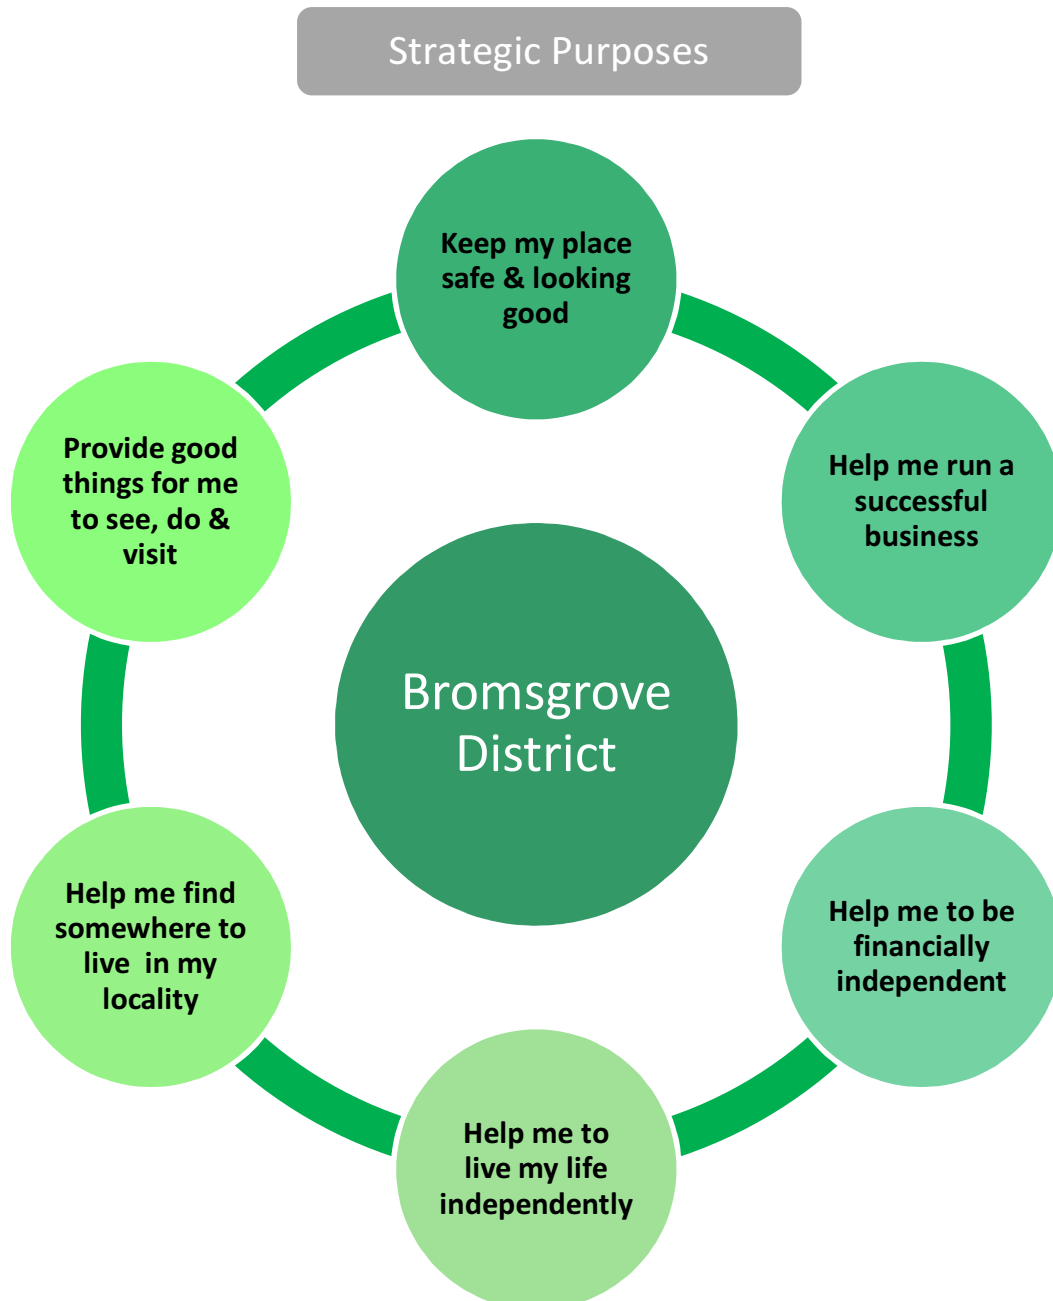 Strategic Purposes
Keep my place
safe & looking
good
Help me run a
successful
business
Help me to be
financially
independent
Help me to
live my life
independently
Help me find
somewhere to
live  in my
locality
Provide good
things for me
to see, do &
visit
Bromsgrove
District